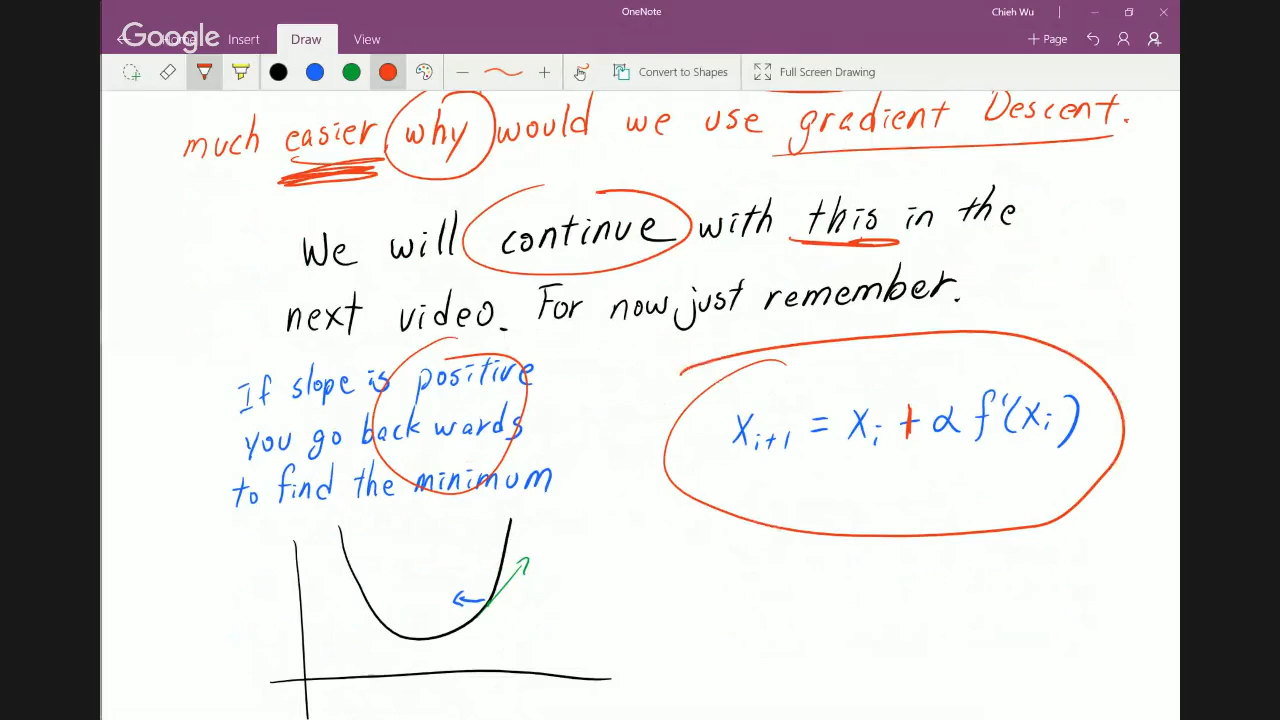 OneNote
Chieh Wu
Google
Insert
Draw
View
Page
Convert to Shapes
Full Screen Drawing
much easier why would we use gradient Descent.
We will continue with this in the
next video. For now, just remember.
If slope is positive
you go backwards
to find the minimum
x_{i+1} = x_i + α f'(x_i)